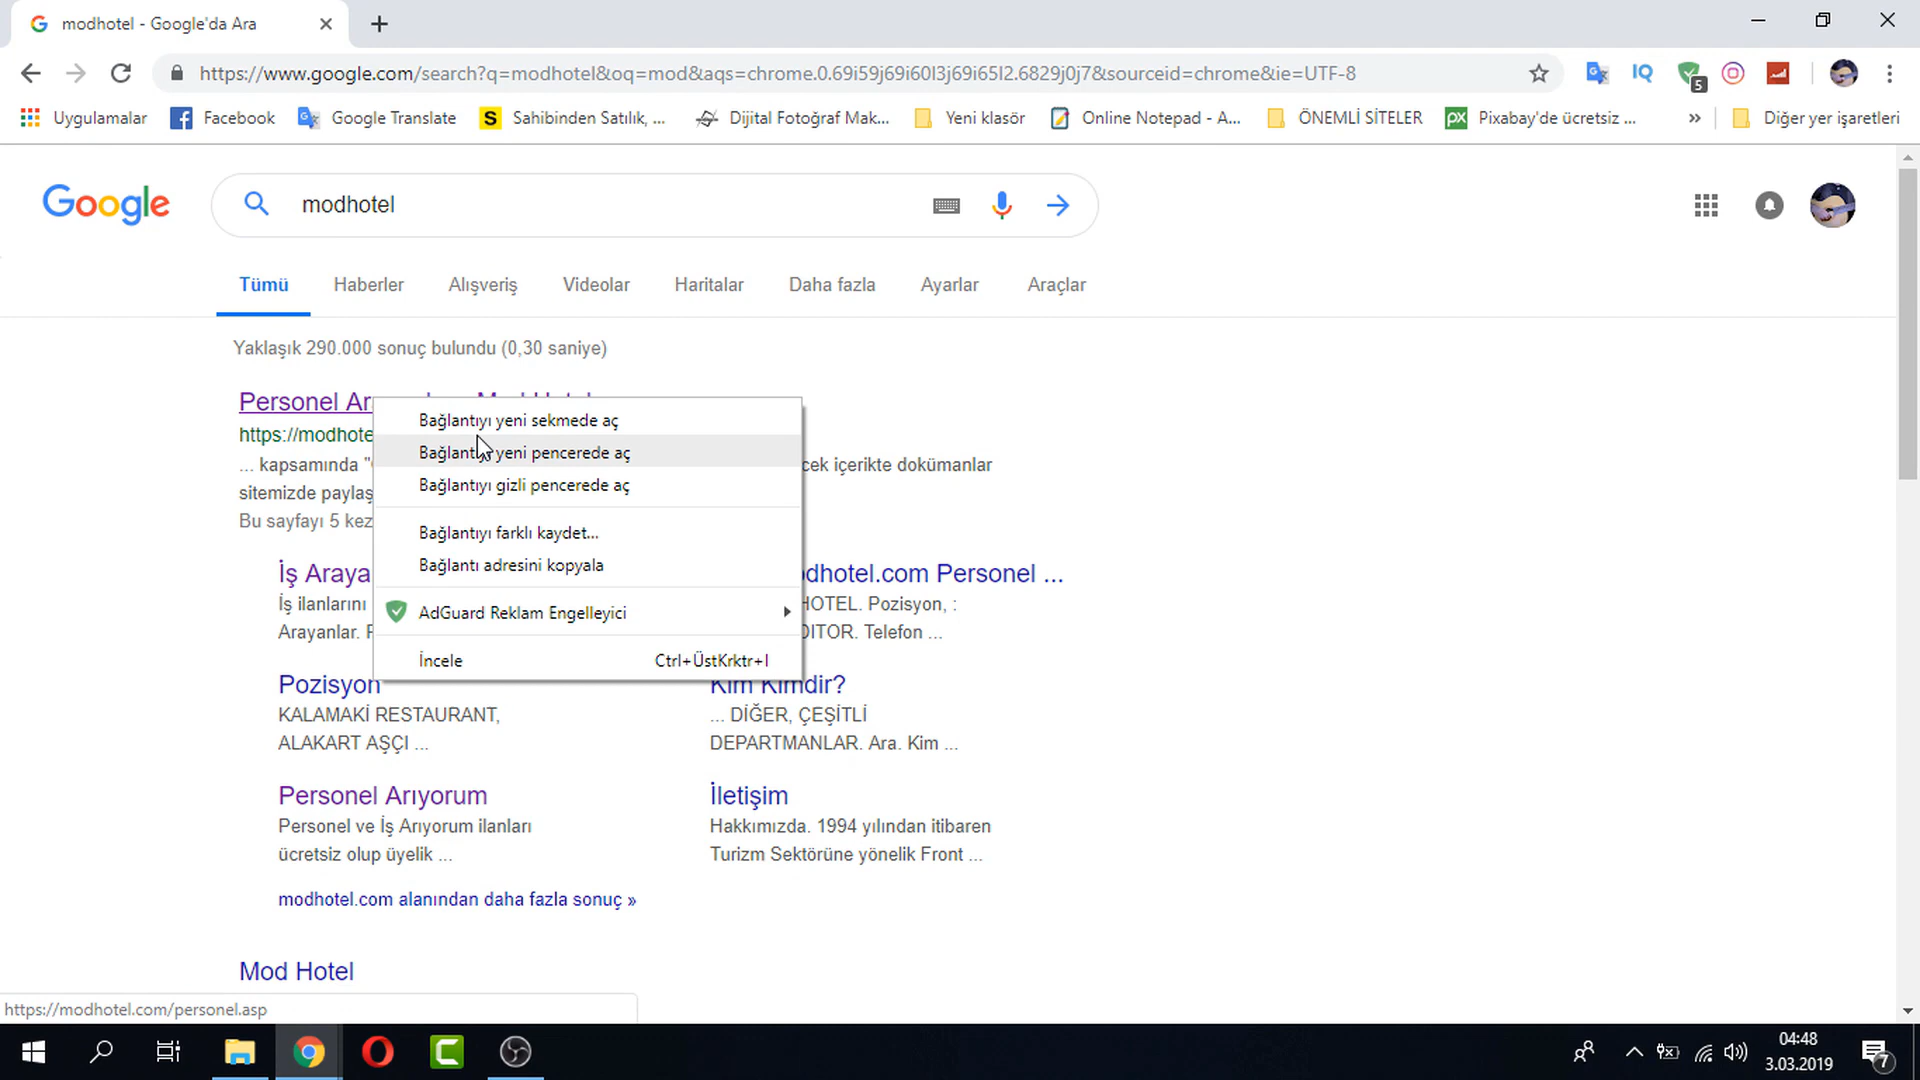 modhotel - Google'da Ara
https://www.google.com/search?q=modhotel&oq=mod&aqs=chrome.0.69i59j69i60l3j69i65l2.6829j0j7&sourceid=chrome&ie=UTF-8
5
Uygulamalar
Facebook
Google Translate
S
Sahibinden Satılık, ...
Dijital Fotoğraf Mak...
Yeni klasör
Online Notepad - A...
ÖNEMLİ SİTELER
px
Pixabay'de ücretsiz ...
»
Diğer yer işaretleri
Google
modhotel
Tümü
Haberler
Alışveriş
Videolar
Haritalar
Daha fazla
Ayarlar
Araçlar
Yaklaşık 290.000 sonuç bulundu (0,30 saniye)
Personel Ar
https://modhote
... kapsamında
cek içerikte dokümanlar
sitemizde paylaş
Bu sayfayı 5 kez
Bağlantıyı yeni sekmede aç
Bağlantıyı yeni pencerede aç
Bağlantıyı gizli pencerede aç
Bağlantıyı farklı kaydet...
Bağlantı adresini kopyala
AdGuard Reklam Engelleyici
İncele Ctrl+ÜstKrktr+I
İş Araya
İş ilanlarını
Arayanlar.
dhotel.com Personel ...
HOTEL. Pozisyon, :
DITOR. Telefon ...
Pozisyon
KALAMAKİ RESTAURANT,
ALAKART AŞÇI ...
Kim Kimdir?
... DİĞER, ÇEŞİTLİ
DEPARTMANLAR. Ara. Kim ...
Personel Arıyorum
Personel ve İş Arıyorum ilanları
ücretsiz olup üyelik ...
İletişim
Hakkımızda. 1994 yılından itibaren
Turizm Sektörüne yönelik Front ...
modhotel.com alanından daha fazla sonuç »
Mod Hotel
https://modhotel.com/personel.asp
04:48
3.03.2019
7